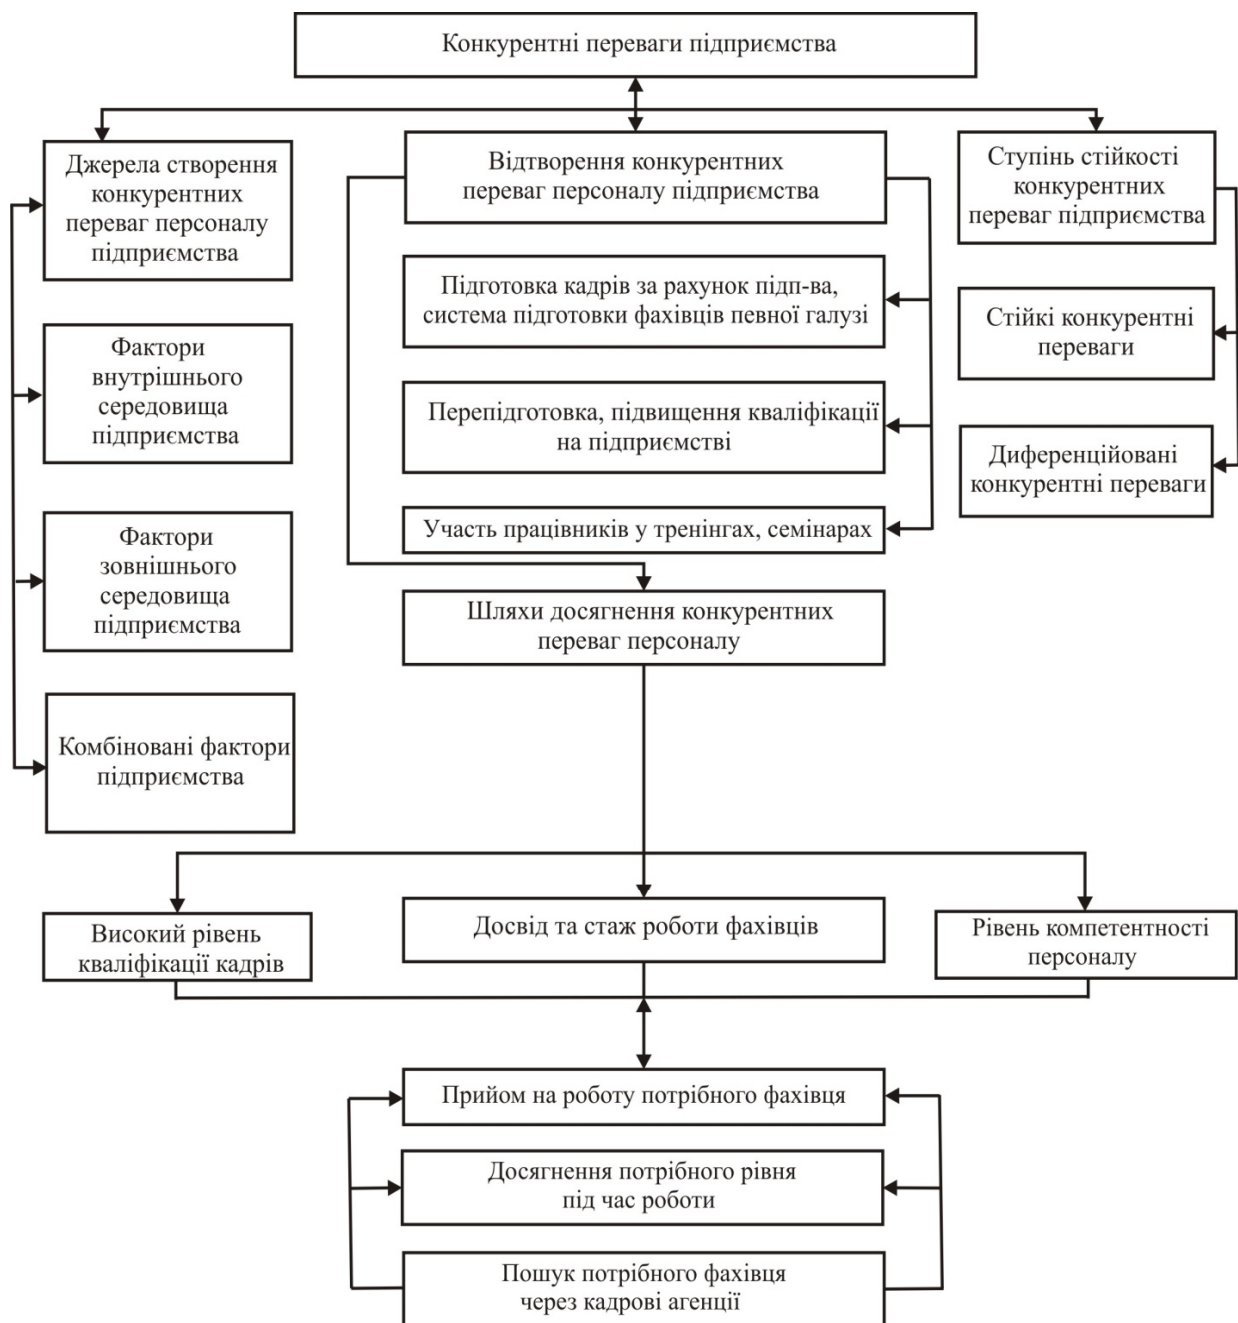 Конкурентні переваги підприємства
Джерела створення
конкурентних
переваг персоналу
підприємства
Фактори
внутрішнього
середовища
підприємства
Фактори
зовнішнього
середовища
підприємства
Комбіновані фактори
підприємства
Відтворення конкурентних
переваг персоналу підприємства
Підготовка кадрів за рахунок підп-ва,
система підготовки фахівців певної галузі
Перепідготовка, підвищення кваліфікації
на підприємстві
Участь працівників у тренінгах, семінарах
Ступінь стійкості
конкурентних
переваг підприємства
Стійкі конкурентні
переваги
Диференційовані
конкурентні переваги
Шляхи досягнення конкурентних
переваг персоналу
Високий рівень
кваліфікації кадрів
Досвід та стаж роботи фахівців
Рівень компетентності
персоналу
Прийом на роботу потрібного фахівця
Досягнення потрібного рівня
під час роботи
Пошук потрібного фахівця
через кадрові агенції